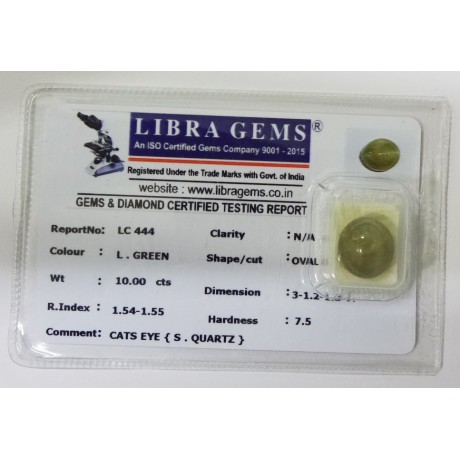 LIBRA GEMS ®
An ISO Certified Gems Company 9001 - 2015
Registered Under the Trade Marks with Govt. of India
website : www.libragems.co.in
GEMS & DIAMOND CERTIFIED TESTING REPORT
ReportNo: LC 444 Clarity : N/A
Colour : L . GREEN Shape/cut : OVAL
Wt : 10.00 cts Dimension
R.Index : 1.54-1.55 Hardness : 7.5
Comment: CATS EYE { S . QUARTZ }